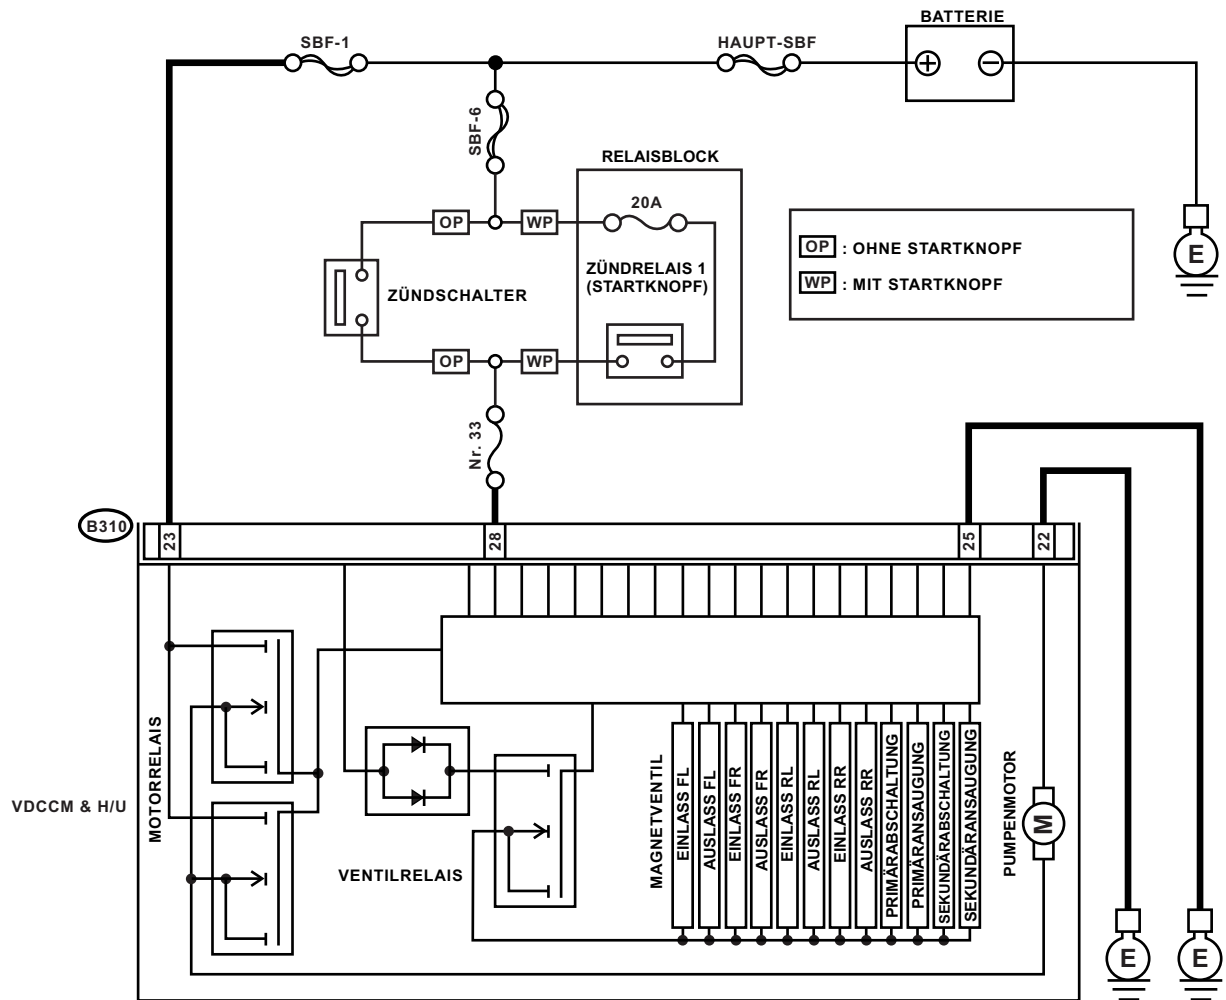 BATTERIE
SBF-1
HAUPT-SBF
SBF-6
RELAISBLOCK
20A
OP
WP
ZÜNDRELAIS 1
(STARTKNOPF)
ZÜNDSCHALTER
OP
WP
OP : OHNE STARTKNOPF
WP : MIT STARTKNOPF
E
Nr. 33
B310
23
28
25
22
MOTORRELAIS
VDCCM & H/U
VENTILRELAIS
MAGNETVENTIL
EINLASS FL
AUSLASS FL
EINLASS FR
AUSLASS FR
EINLASS RL
AUSLASS RL
EINLASS RR
AUSLASS RR
PRIMÄRABSCHALTUNG
PRIMÄRANSAUGUNG
SEKUNDÄRABSCHALTUNG
SEKUNDÄRANSAUGUNG
PUMPENMOTOR
M
E
E